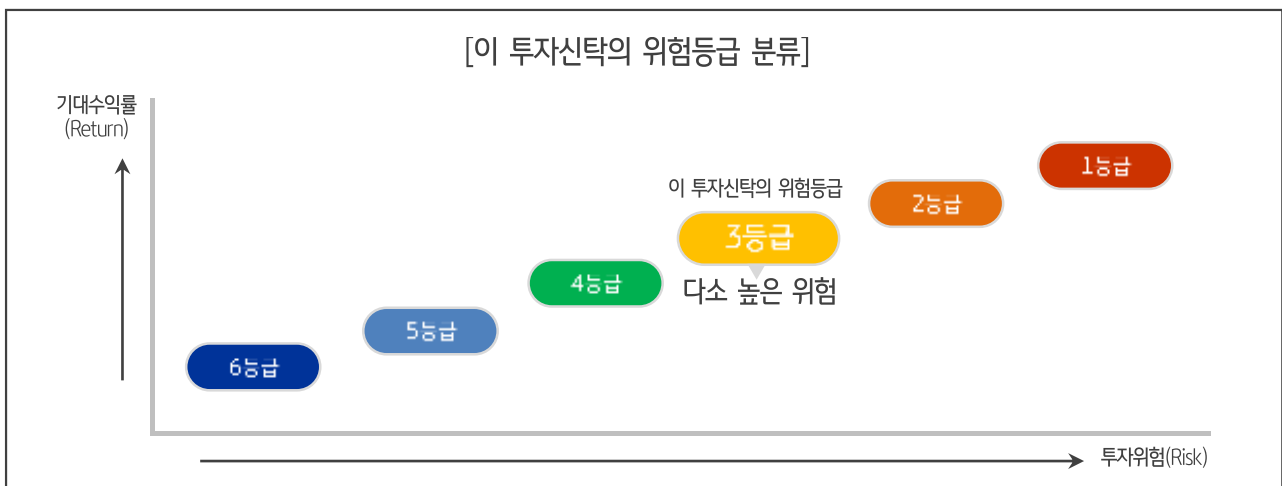 [이 투자신탁의 위험등급 분류]
기대수익률
(Return)
1등급
이 투자신탁의 위험등급
2등급
3등급
4등급
다소 높은 위험
5등급
6등급
투자위험(Risk)